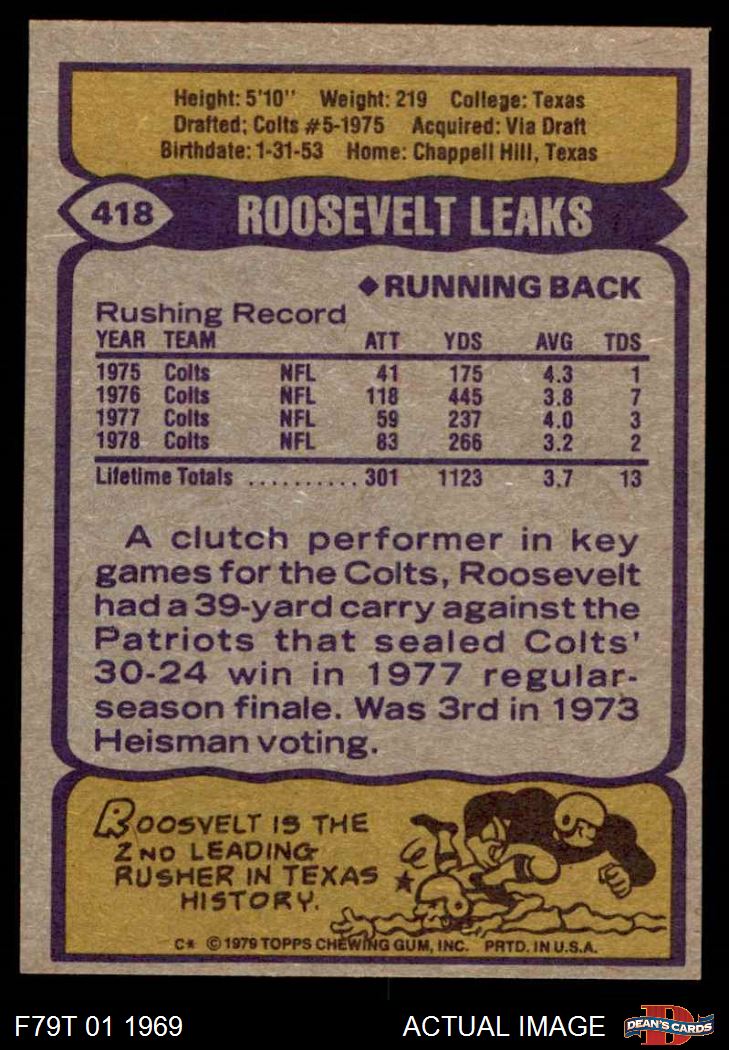 Height: 5'10" Weight: 219 College: Texas
Drafted: Colts #5-1975 Acquired: Via Draft
Birthdate: 1-31-53 Home: Chappell Hill, Texas
418 ROOSEVELT LEAKS
◆RUNNING BACK
Rushing Record
YEAR TEAM ATT YDS AVG TDS
1975 Colts NFL 41 175 4.3 1
1976 Colts NFL 118 445 3.8 7
1977 Colts NFL 59 237 4.0 3
1978 Colts NFL 83 266 3.2 2
Lifetime Totals .......... 301 1123 3.7 13
A clutch performer in key
games for the Colts, Roosevelt
had a 39-yard carry against the
Patriots that sealed Colts'
30-24 win in 1977 regular-
season finale. Was 3rd in 1973
Heisman voting.
ROOSVELT IS THE
2ND LEADING
RUSHER IN TEXAS
HISTORY.
C* © 1979 TOPPS CHEWING GUM, INC. PRTD. IN U.S.A.
F79T 01 1969 ACTUAL IMAGE D DEAN'S CARDS